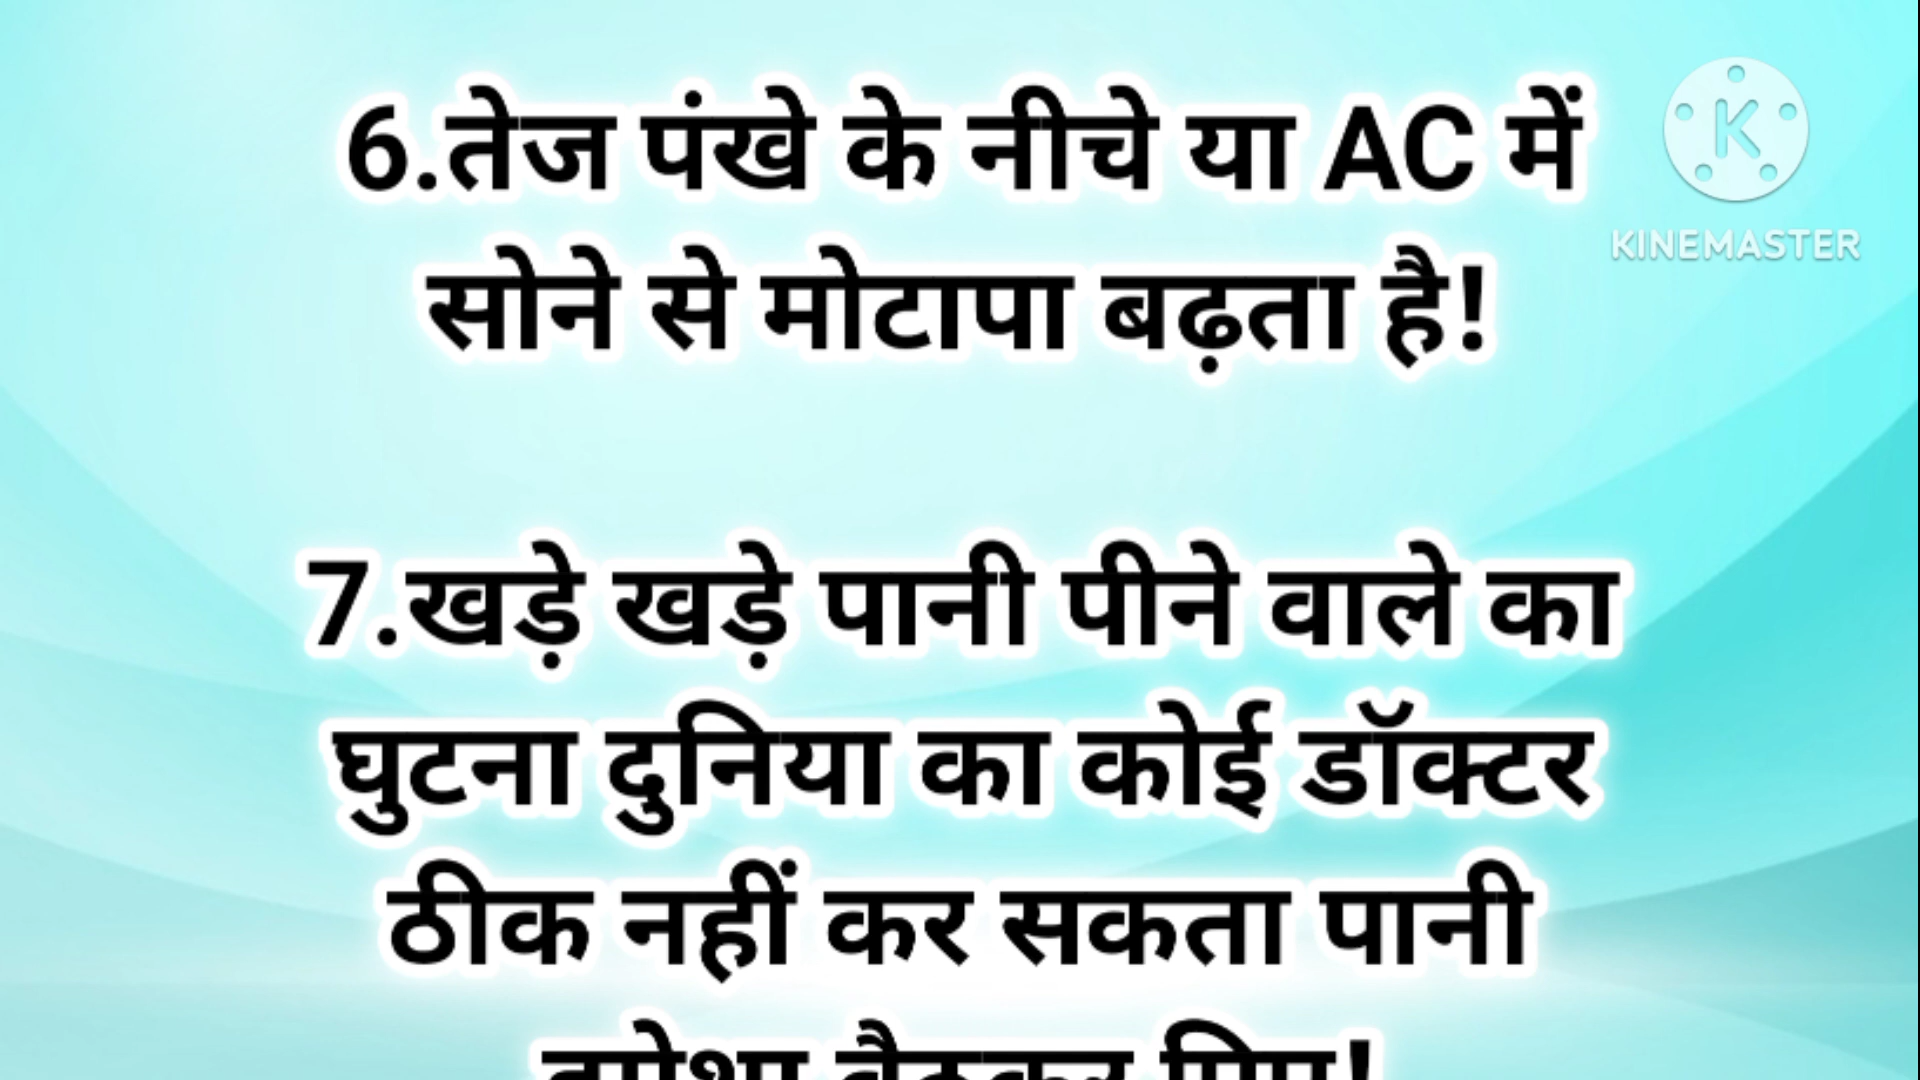 6.तेज पंखे के नीचे या AC में
सोने से मोटापा बढ़ता है!
KINEMASTER
7.खड़े खड़े पानी पीने वाले का
घुटना दुनिया का कोई डॉक्टर
ठीक नहीं कर सकता पानी